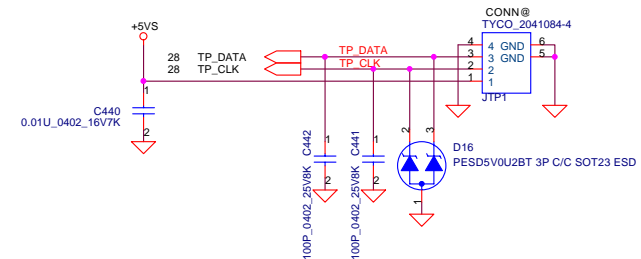 CONN@
TYCO_2041084-4
+5VS
28 TP_DATA
TP_DATA
28 TP_CLK
TP_CLK
4 4 GND 6
3 3 GND 5
2 2
1 1
JTP1
1
C440
0.01U_0402_16V7K
2
1
C442
100P_0402_25V8K
2
1
C441
100P_0402_25V8K
2
2
3
D16
PESD5V0U2BT 3P C/C SOT23 ESD
1